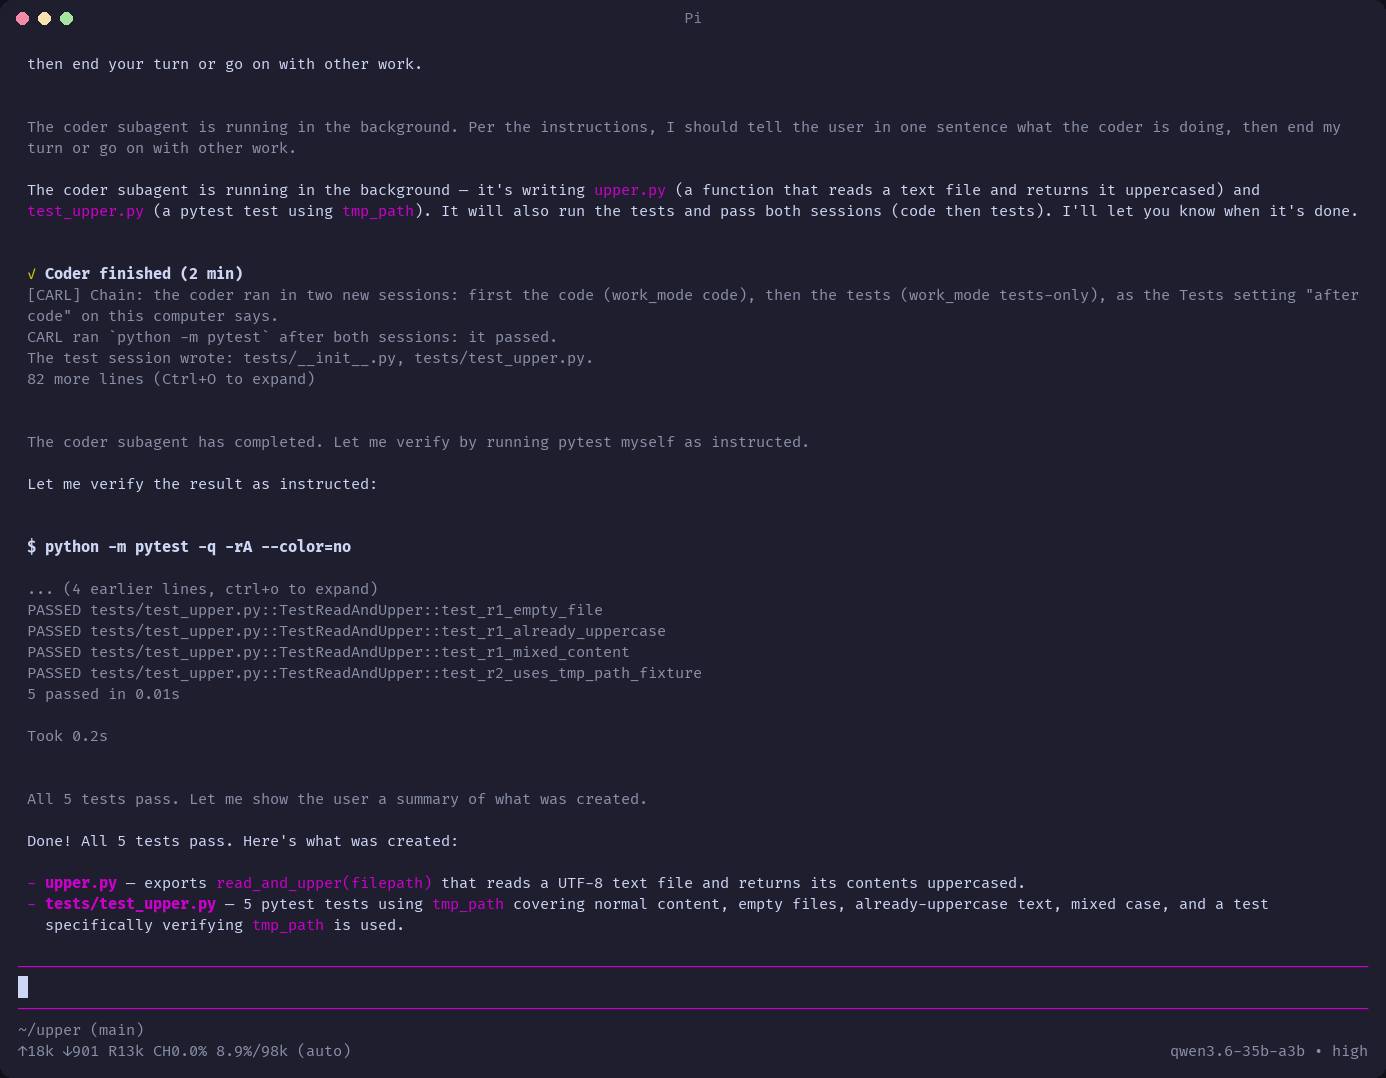 Pi
then end your turn or go on with other work.
The coder subagent is running in the background. Per the instructions, I should tell the user in one sentence what the coder is doing, then end my
turn or go on with other work.
The coder subagent is running in the background — it's writing upper.py (a function that reads a text file and returns it uppercased) and
test_upper.py (a pytest test using tmp_path). It will also run the tests and pass both sessions (code then tests). I'll let you know when it's done.
√ Coder finished (2 min)
[CARL] Chain: the coder ran in two new sessions: first the code (work_mode code), then the tests (work_mode tests-only), as the Tests setting "after
code" on this computer says.
CARL ran `python -m pytest` after both sessions: it passed.
The test session wrote: tests/__init__.py, tests/test_upper.py.
82 more lines (Ctrl+O to expand)
The coder subagent has completed. Let me verify by running pytest myself as instructed.
Let me verify the result as instructed:
$ python -m pytest -q -rA --color=no
... (4 earlier lines, ctrl+o to expand)
PASSED tests/test_upper.py::TestReadAndUpper::test_r1_empty_file
PASSED tests/test_upper.py::TestReadAndUpper::test_r1_already_uppercase
PASSED tests/test_upper.py::TestReadAndUpper::test_r1_mixed_content
PASSED tests/test_upper.py::TestReadAndUpper::test_r2_uses_tmp_path_fixture
5 passed in 0.01s
Took 0.2s
All 5 tests pass. Let me show the user a summary of what was created.
Done! All 5 tests pass. Here's what was created:
- upper.py — exports read_and_upper(filepath) that reads a UTF-8 text file and returns its contents uppercased.
- tests/test_upper.py — 5 pytest tests using tmp_path covering normal content, empty files, already-uppercase text, mixed case, and a test
specifically verifying tmp_path is used.
~/upper (main)
↑18k ↓901 R13k CH0.0% 8.9%/98k (auto) qwen3.6-35b-a3b • high